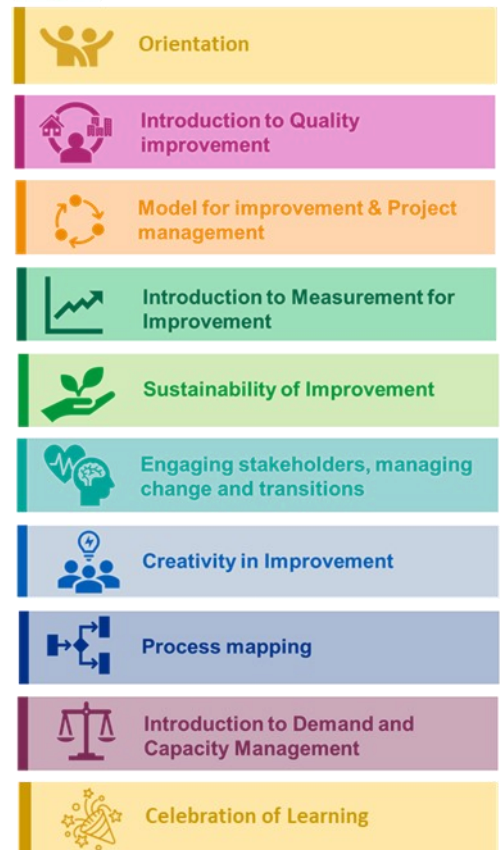 Orientation
Introduction to Quality
improvement
Model for improvement & Project
management
Introduction to Measurement for
Improvement
Sustainability of Improvement
Engaging stakeholders, managing
change and transitions
Creativity in Improvement
Process mapping
Introduction to Demand and
Capacity Management
Celebration of Learning